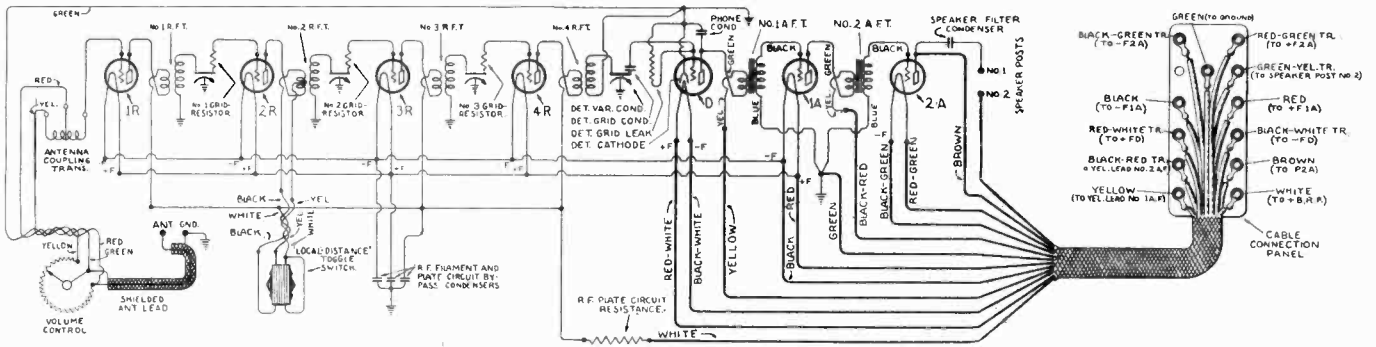 GREEN
No 1 R.F.T.
No. 2 R.F.T.
No 3 R.F.T
No. 4 R.F.T.
PHONE
COND
GREEN
NO. 1 A F.T.
BLACK
GREEN
NO. 2 A.F.T.
BLACK
SPEAKER FILTER
CONDENSER
NO. 1
NO. 2
SPEAKER POSTS
RED
YEL.
ANTENNA
COUPLING
TRANS.
1R
No 1 GRID-
RESISTOR
2R
No 2 GRID-
RESISTOR
3R
No 3 GRID-
RESISTOR.
4R
No 3 GRID-
RESISTOR
DET. VAR. COND.
DET. GRID COND.
DET. GRID LEAK
DET. CATHODE
D
YEL.
BLUE
1A
YEL.
BLUE
2A
+F
-F
-F
+F
-F
+F
-F
+F
-F
+F
-F
+F
-F
RED-WHITE
BLACK-WHITE
YELLOW
BLACK
RED
GREEN
BLACK-RED
BLACK-GREEN
RED-GREEN
BROWN
BLACK
WHITE
BLACK
YEL
YEL
WHITE
"LOCAL-DISTANCE"
TOGGLE
SWITCH
R.F. FILAMENT AND
PLATE CIRCUIT BY-
PASS CONDENSERS
YELLOW
RED
GREEN
ANT. GND.
SHIELDED
ANT LEAD
VOLUME
CONTROL
R.F. PLATE CIRCUIT
RESISTANCE.
WHITE
GREEN (TO GROUND)
BLACK-GREEN TR.
(TO -F2A)
RED-GREEN TR.
(TO +F2A)
GREEN-YEL.TR.
(TO SPEAKER POST NO. 2)
BLACK
(TO -F1A)
RED
(TO +F1A)
RED-WHITE TR.
(TO +FD)
BLACK-WHITE TR.
(TO -FD)
BLACK-RED TR.
BROWN
(TO P2A)
YELLOW
(TO YEL. LEAD NO 1A.F.)
WHITE
(TO +B.R.F.)
CABLE
CONNECTION
PANEL